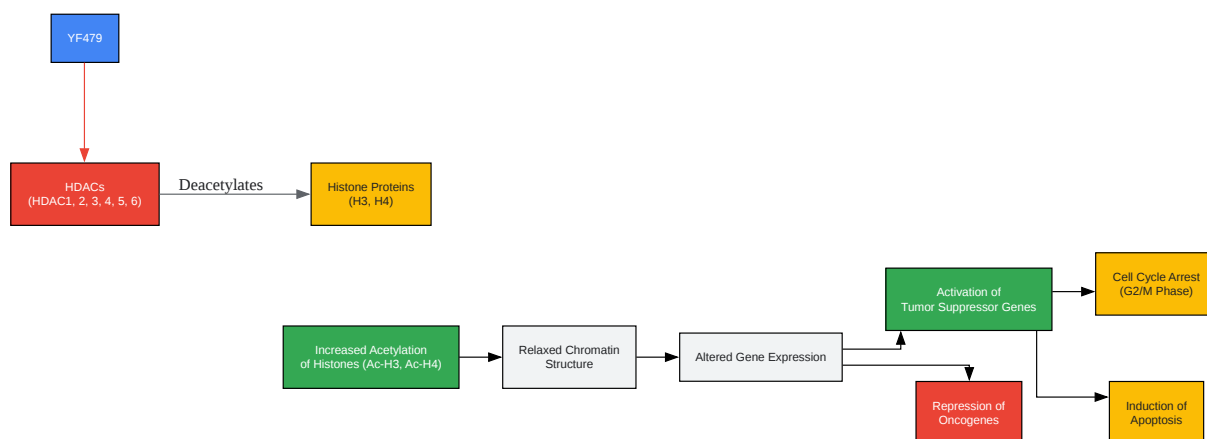 YF479
HDACs
(HDAC1, 2, 3, 4, 5, 6)
Deacetylates
Histone Proteins
(H3, H4)
Increased Acetylation
of Histones (Ac-H3, Ac-H4)
Relaxed Chromatin
Structure
Altered Gene Expression
Activation of
Tumor Suppressor Genes
Cell Cycle Arrest
(G2/M Phase)
Repression of
Oncogenes
Induction of
Apoptosis